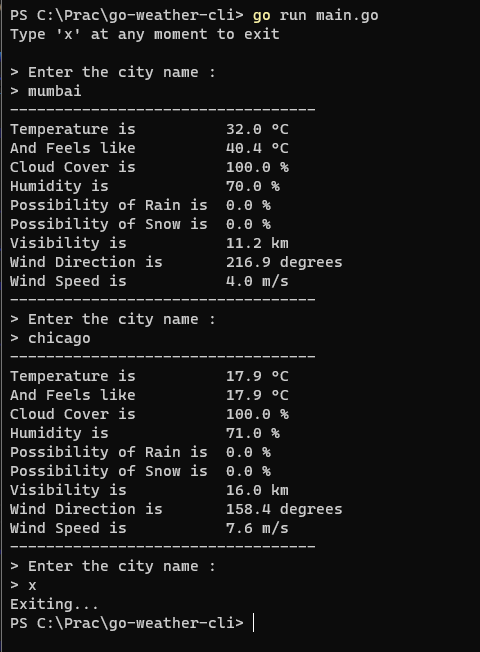 PS C:\Prac\go-weather-cli> go run main.go
Type 'x' at any moment to exit

> Enter the city name :
> mumbai
----------------------------------
Temperature is          32.0 °C
And Feels like          40.4 °C
Cloud Cover is          100.0 %
Humidity is             70.0 %
Possibility of Rain is  0.0 %
Possibility of Snow is  0.0 %
Visibility is           11.2 km
Wind Direction is       216.9 degrees
Wind Speed is           4.0 m/s
----------------------------------
> Enter the city name :
> chicago
----------------------------------
Temperature is          17.9 °C
And Feels like          17.9 °C
Cloud Cover is          100.0 %
Humidity is             71.0 %
Possibility of Rain is  0.0 %
Possibility of Snow is  0.0 %
Visibility is           16.0 km
Wind Direction is       158.4 degrees
Wind Speed is           7.6 m/s
----------------------------------
> Enter the city name :
> x
Exiting...
PS C:\Prac\go-weather-cli>